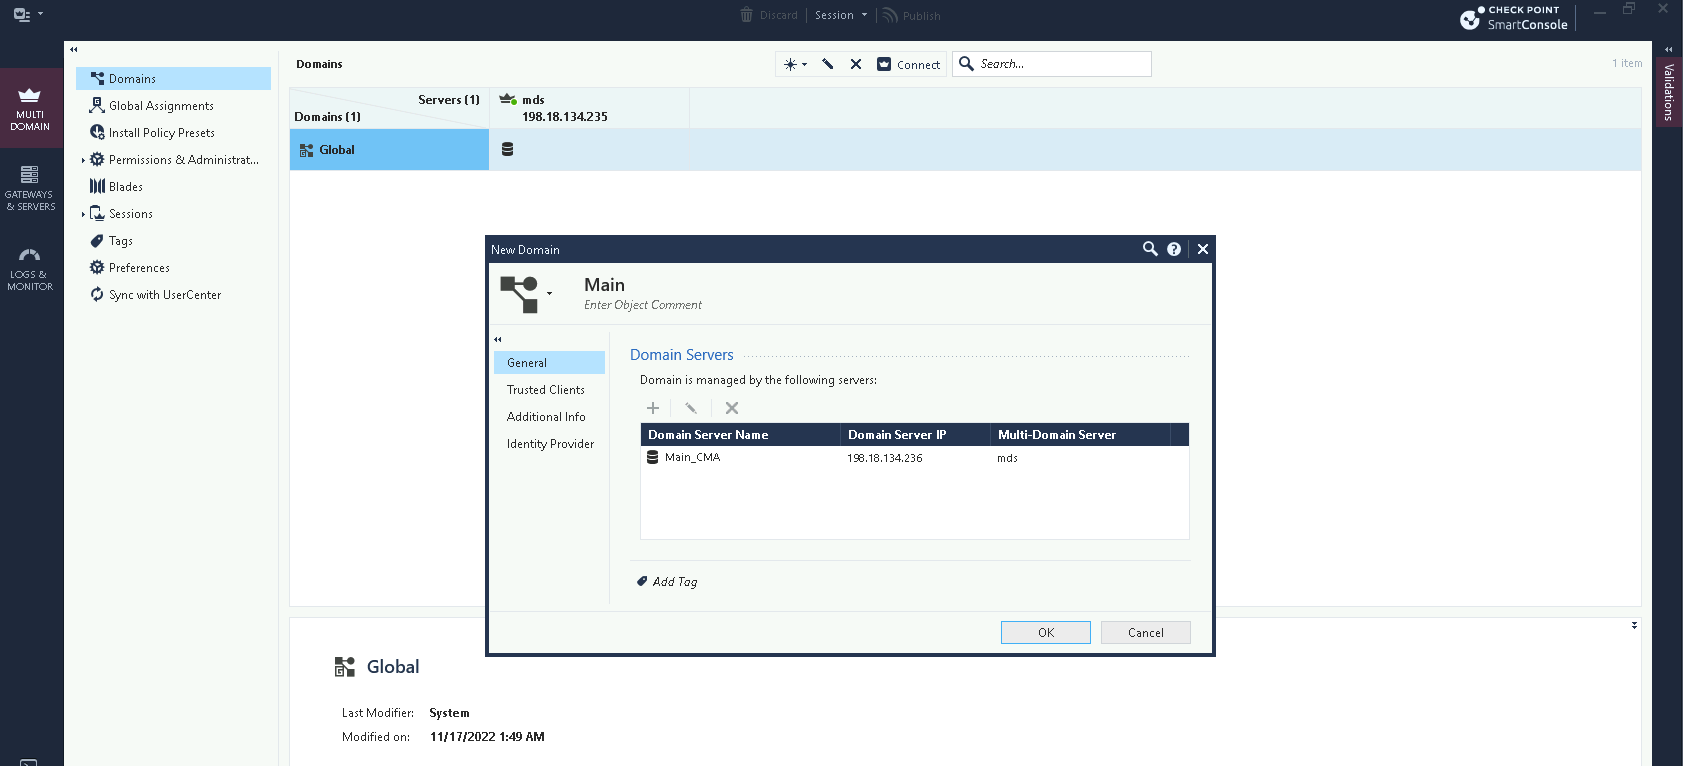 Discard Session Publish
CHECK POINT
SmartConsole
MULTI
DOMAIN
GATEWAYS
& SERVERS
LOGS &
MONITOR
Domains
Global Assignments
Install Policy Presets
Permissions & Administrat...
Blades
Sessions
Tags
Preferences
Sync with UserCenter
Domains
Connect
Search...
1 item
Validations
Servers (1)
Domains (1)
mds
198.18.134.235
Global
New Domain
Main
Enter Object Comment
General
Trusted Clients
Additional Info
Identity Provider
Domain Servers
Domain is managed by the following servers:
Domain Server Name Domain Server IP Multi-Domain Server
Main_CMA 198.18.134.236 mds
Add Tag
OK Cancel
Global
Last Modifier: System
Modified on: 11/17/2022 1:49 AM